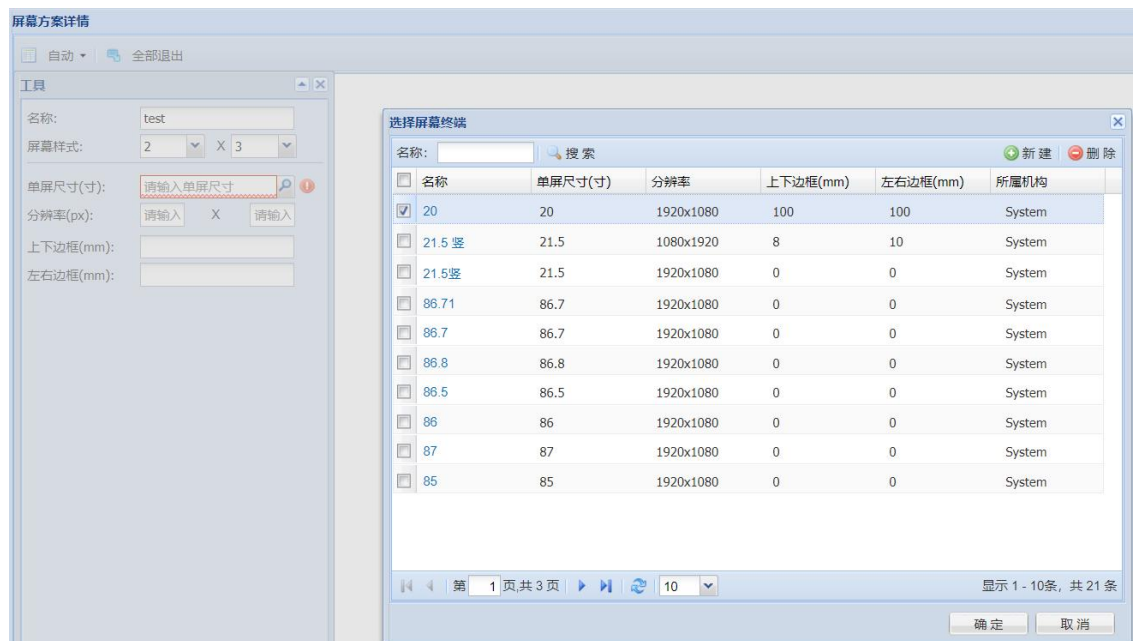 屏幕方案详情
自动 全部退出
工具
名称: test
屏幕样式: 2 X 3
单屏尺寸(寸): 请输入单屏尺寸
分辨率(px): 请输入 X 请输入
上下边框(mm):
左右边框(mm):
选择屏幕终端
名称: 搜 索 新 建 删 除
名称 单屏尺寸(寸) 分辨率 上下边框(mm) 左右边框(mm) 所属机构
20 20 1920x1080 100 100 System
21.5 竖 21.5 1080x1920 8 10 System
21.5竖 21.5 1920x1080 0 0 System
86.71 86.7 1920x1080 0 0 System
86.7 86.7 1920x1080 0 0 System
86.8 86.8 1920x1080 0 0 System
86.5 86.5 1920x1080 0 0 System
86 86 1920x1080 0 0 System
87 87 1920x1080 0 0 System
85 85 1920x1080 0 0 System
第 1 页,共 3 页 10 显示 1 - 10条, 共 21 条
确 定 取 消